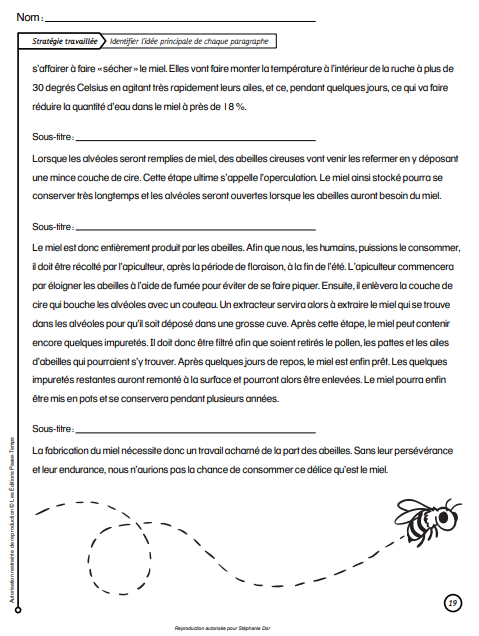 Nom :
Stratégie travaillée Identifier l'idée principale de chaque paragraphe
s'affairer à faire « sécher » le miel. Elles vont faire monter la température à l'intérieur de la ruche à plus de
30 degrés Celsius en agitant très rapidement leurs ailes, et ce, pendant quelques jours, ce qui va faire
réduire la quantité d'eau dans le miel à près de 18 %.
Sous-titre :
Lorsque les alvéoles seront remplies de miel, des abeilles cireuses vont venir les refermer en y déposant
une mince couche de cire. Cette étape ultime s'appelle l'operculation. Le miel ainsi stocké pourra se
conserver très longtemps et les alvéoles seront ouvertes lorsque les abeilles auront besoin du miel.
Sous-titre :
Le miel est donc entièrement produit par les abeilles. Afin que nous, les humains, puissions le consommer,
il doit être récolté par l'apiculteur, après la période de floraison, à la fin de l'été. L'apiculteur commencera
par éloigner les abeilles à l'aide de fumée pour éviter de se faire piquer. Ensuite, il enlèvera la couche de
cire qui bouche les alvéoles avec un couteau. Un extracteur servira alors à extraire le miel qui se trouve
dans les alvéoles pour qu'il soit déposé dans une grosse cuve. Après cette étape, le miel peut contenir
encore quelques impuretés. Il doit donc être filtré afin que soient retirés le pollen, les pattes et les ailes
d'abeilles qui pourraient s'y trouver. Après quelques jours de repos, le miel est enfin prêt. Les quelques
impuretés restantes auront remonté à la surface et pourront alors être enlevées. Le miel pourra enfin
être mis en pots et se conservera pendant plusieurs années.
Sous-titre :
La fabrication du miel nécessite donc un travail acharné de la part des abeilles. Sans leur persévérance
et leur endurance, nous n'aurions pas la chance de consommer ce délice qu'est le miel.
Autorisation restreinte de reproduction © Les Éditions Passe-Temps
19
Reproduction autorisée pour Stéphanie Dor